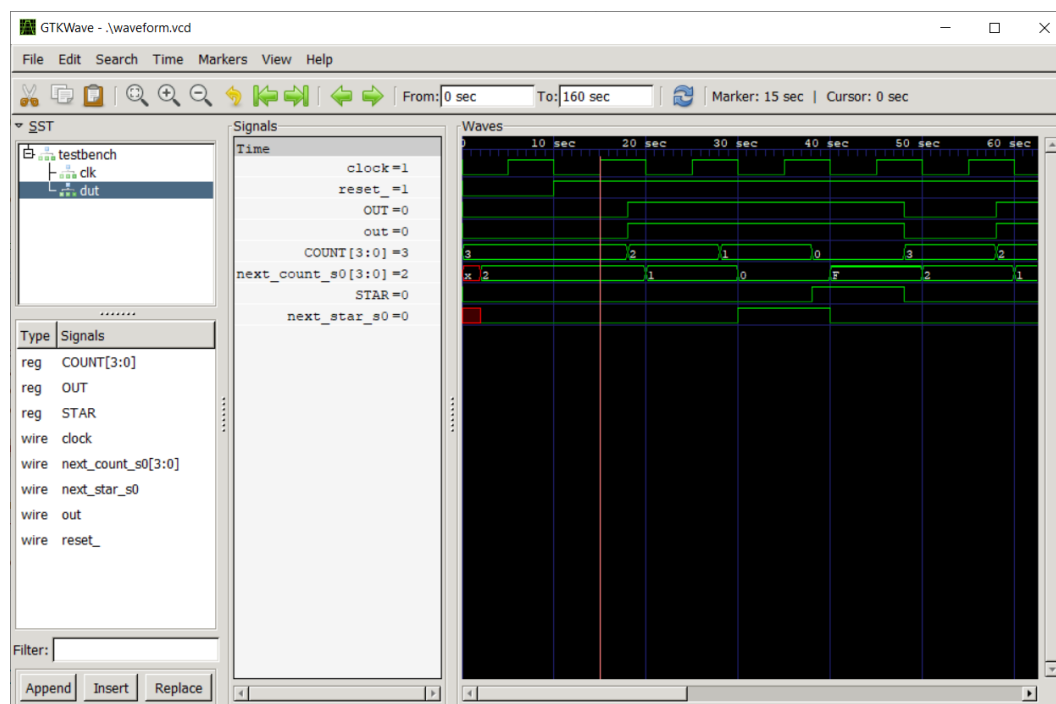 GTKWave - .\waveform.vcd
File Edit Search Time Markers View Help
From: 0 sec To: 160 sec Marker: 15 sec | Cursor: 0 sec
SST
testbench
clk
dut
Type Signals
reg COUNT[3:0]
reg OUT
reg STAR
wire clock
wire next_count_s0[3:0]
wire next_star_s0
wire out
wire reset_
Filter:
Append Insert Replace
Signals
Time
clock=1
reset_=1
OUT=0
out=0
COUNT[3:0]=3
next_count_s0[3:0]=2
STAR=0
next_star_s0=0
Waves
10 sec 20 sec 30 sec 40 sec 50 sec 60 sec
3 2 1 0 3 2
x 2 1 0 F 2 1